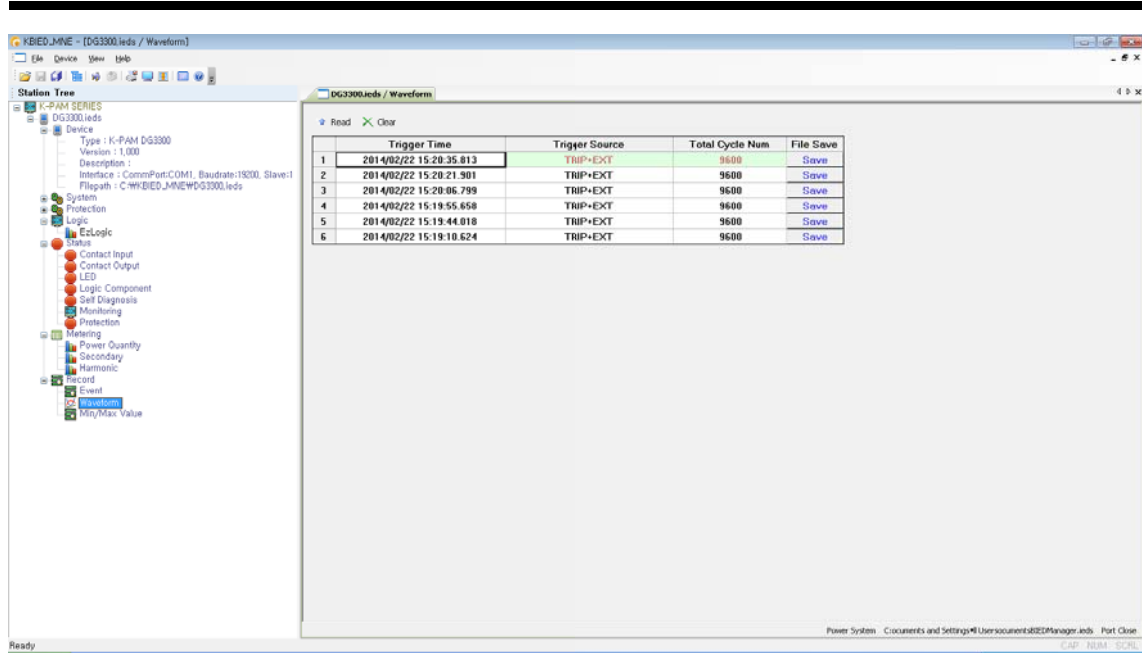 KBIED_MNE - [DG3300.ieds / Waveform]
File Device View Help
Station Tree
K-PAM SERIES
DG3300.ieds
Device
Type : K-PAM DG3300
Version : 1,000
Description :
Interface : CommPort:COM1, Baudrate:19200, Slave:1
Filepath : C:₩KBIED_MNE₩DG3300.ieds
System
Protection
Logic
EzLogic
Status
Contact Input
Contact Output
LED
Logic Component
Self Diagnosis
Monitoring
Protection
Metering
Power Quantity
Secondary
Harmonic
Record
Event
Waveform
Min/Max Value
DG3300.ieds / Waveform
Read Clear
Trigger Time Trigger Source Total Cycle Num File Save
1 2014/02/22 15:20:35.813 TRIP+EXT 9600 Save
2 2014/02/22 15:20:21.901 TRIP+EXT 9600 Save
3 2014/02/22 15:20:06.799 TRIP+EXT 9600 Save
4 2014/02/22 15:19:55.658 TRIP+EXT 9600 Save
5 2014/02/22 15:19:44.018 TRIP+EXT 9600 Save
6 2014/02/22 15:19:10.624 TRIP+EXT 9600 Save
Power System Port Close
Ready CAP NUM SCRL